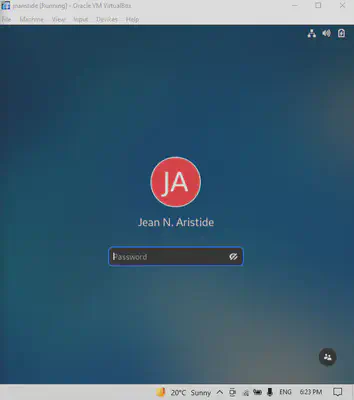 [Running] - Oracle VM VirtualBox
File Machine View Input Devices Help
JA
Jean N. Aristide
Password
20°C Sunny ENG 6:23 PM